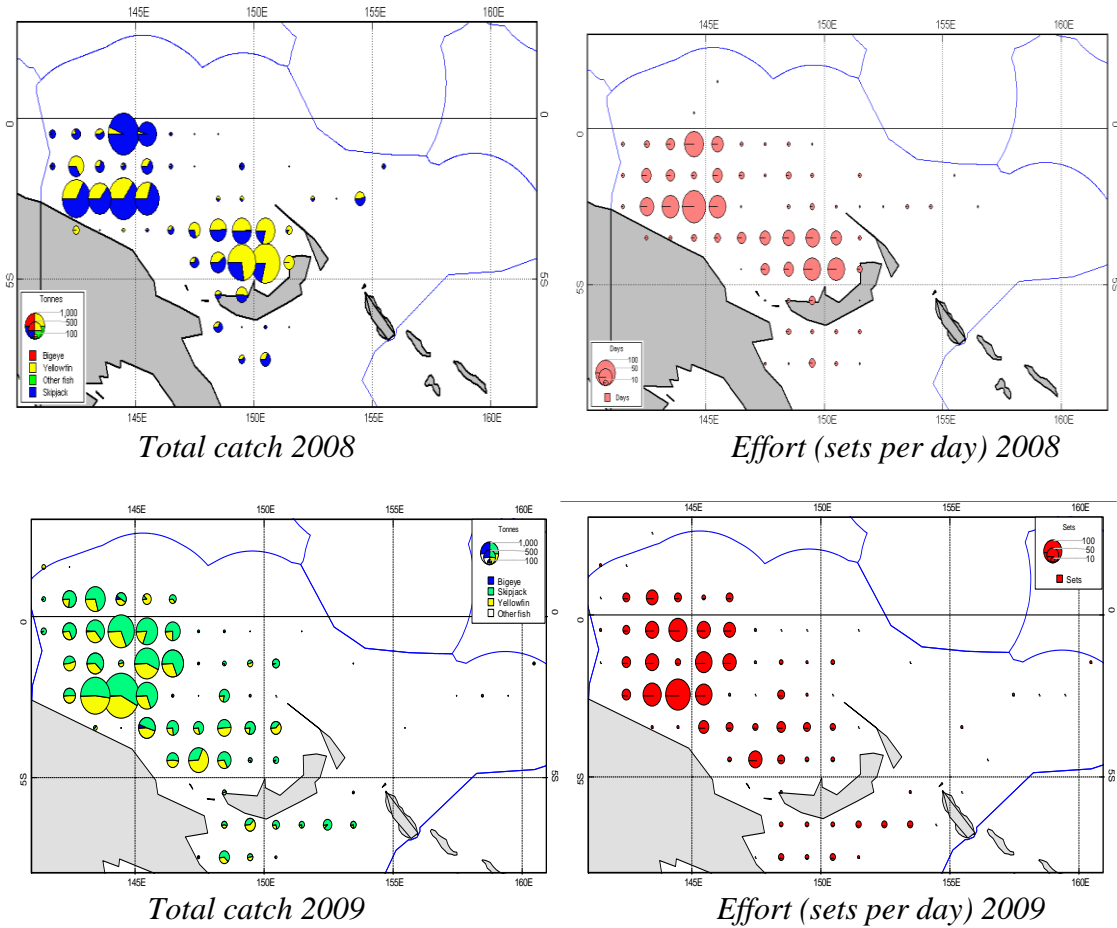 145E 150E 155E 160E
0 0
5S 5S
Tonnes
1,000
500
100
Bigeye
Yellowfin
Other fish
Skipjack
145E 150E 155E 160E
Total catch 2008
145E 150E 155E 160E
0 0
5S 5S
Days
100
50
10
Days
145E 150E 155E 160E
Effort (sets per day) 2008
145E 150E 155E 160E
Tonnes
1,000
500
100
Bigeye
Skipjack
Yellowfin
Other fish
0 0
5S 5S
145E 150E 155E 160E
Total catch 2009
145E 150E 155E 160E
Sets
100
50
10
Sets
0 0
5S 5S
145E 150E 155E 160E
Effort (sets per day) 2009